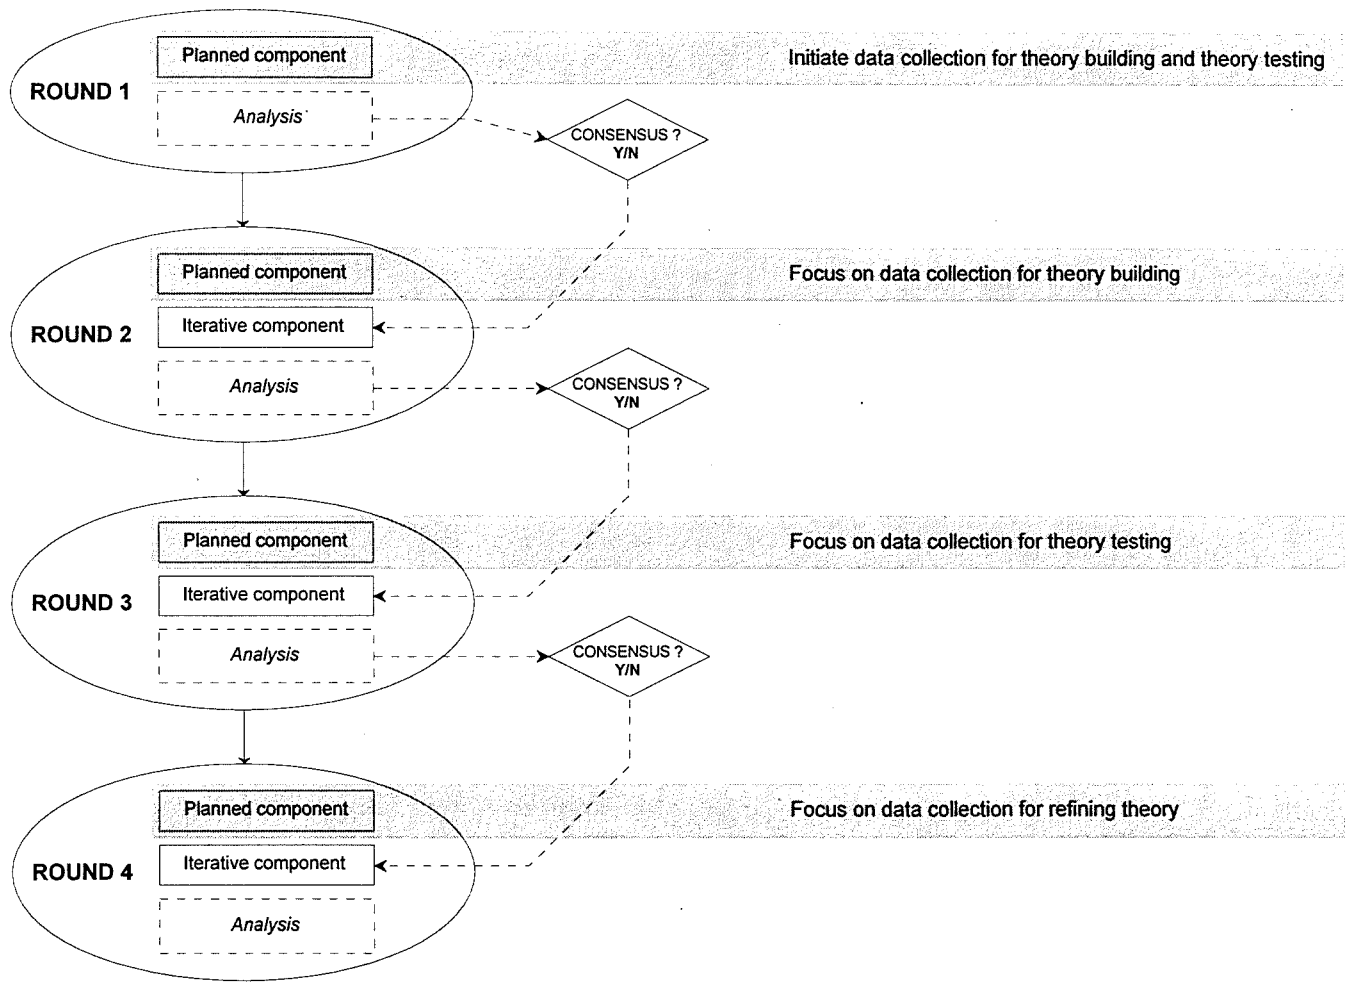 Planned component
Initiate data collection for theory building and theory testing
ROUND 1
Analysis
CONSENSUS ?
Y/N
Planned component
Focus on data collection for theory building
Iterative component
ROUND 2
Analysis
CONSENSUS ?
Y/N
Planned component
Focus on data collection for theory testing
Iterative component
ROUND 3
Analysis
CONSENSUS ?
Y/N
Planned component
Focus on data collection for refining theory
Iterative component
ROUND 4
Analysis